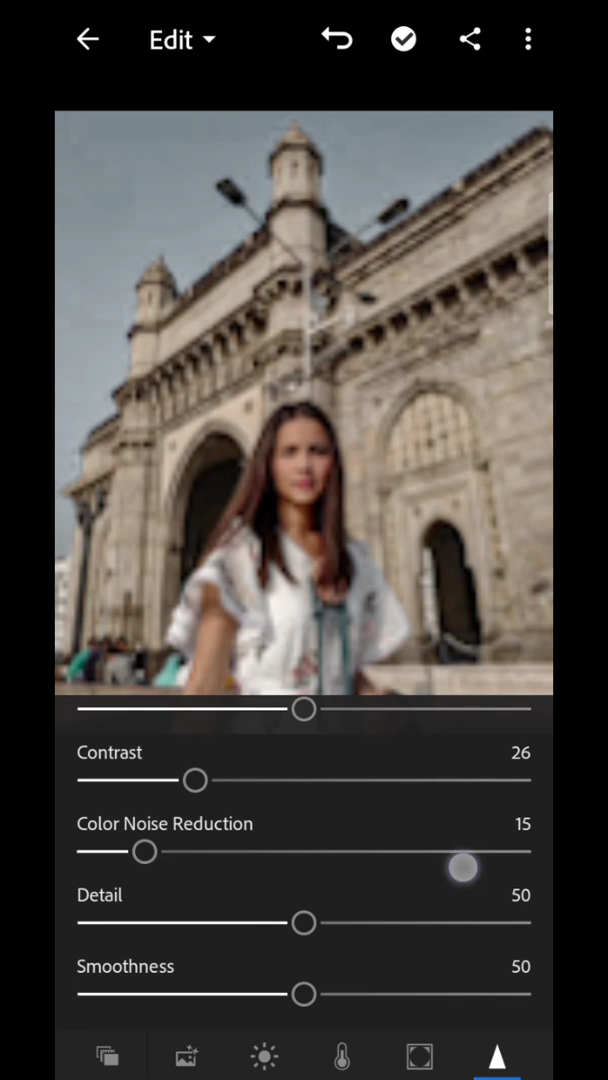 Edit
Contrast 26
Color Noise Reduction 15
Detail 50
Smoothness 50